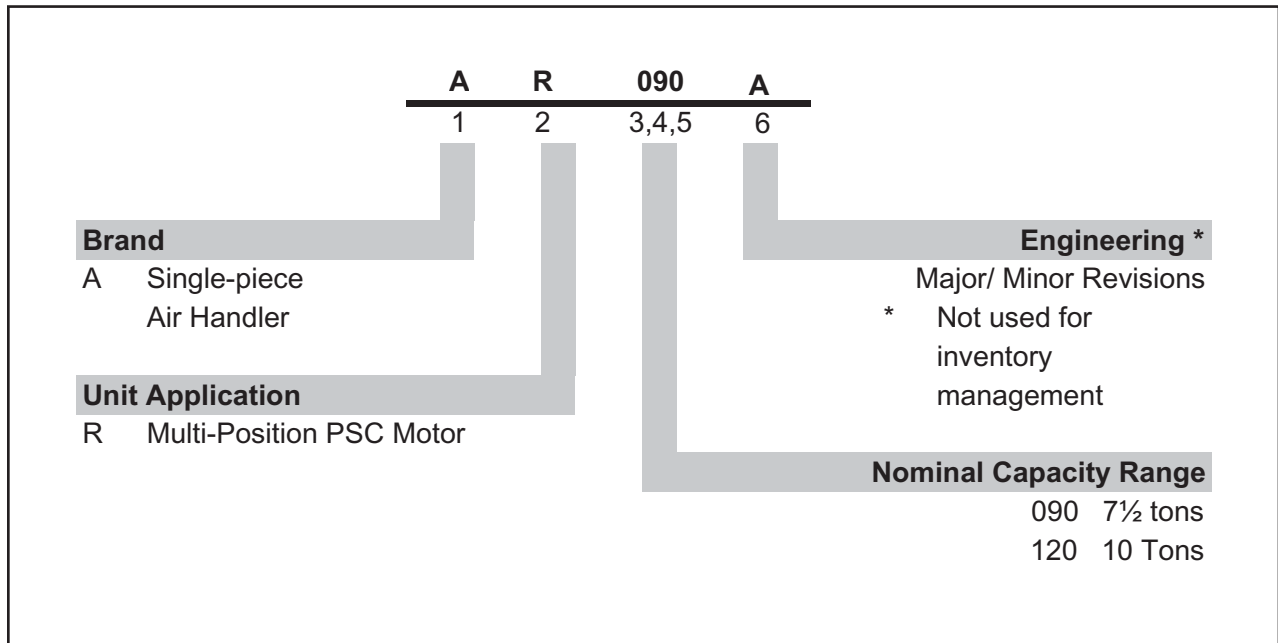 A R 090 A
1 2 3,4,5 6
Brand
A Single-piece
Air Handler
Unit Application
R Multi-Position PSC Motor
Engineering *
Major/ Minor Revisions
* Not used for
inventory
management
Nominal Capacity Range
090 7½ tons
120 10 Tons